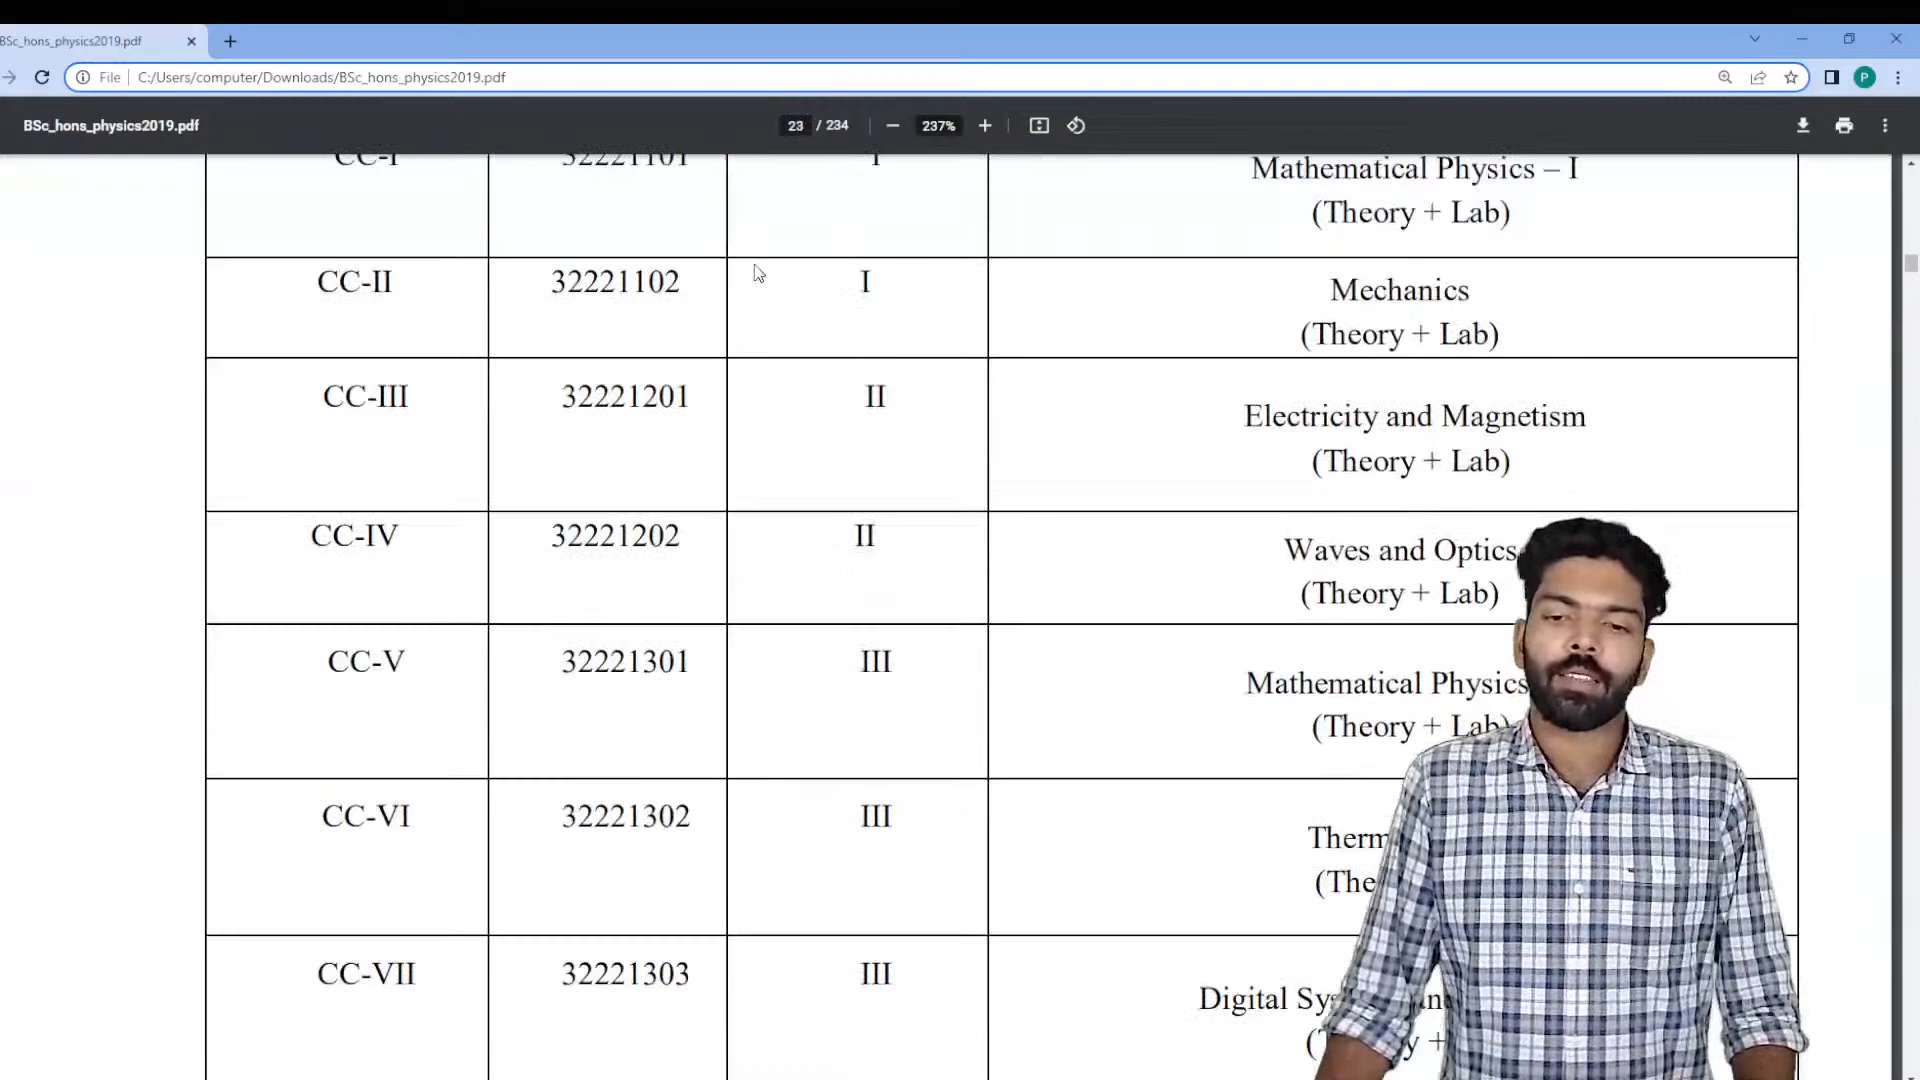 BSc_hons_physics2019.pdf
File C:/Users/computer/Downloads/BSc_hons_physics2019.pdf
P
BSc_hons_physics2019.pdf
23 / 234
237%
CC-I 32221101 I Mathematical Physics – I
(Theory + Lab)
CC-II 32221102 I Mechanics
(Theory + Lab)
CC-III 32221201 II Electricity and Magnetism
(Theory + Lab)
CC-IV 32221202 II Waves and Optics
(Theory + Lab)
CC-V 32221301 III Mathematical Physics
(Theory + Lab)
CC-VI 32221302 III
CC-VII 32221303 III Digital